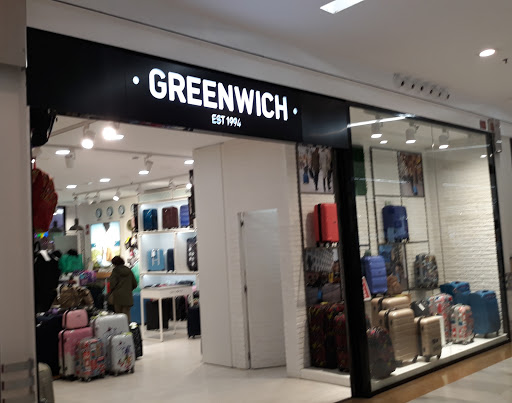 · GREENWICH ·
EST 1994